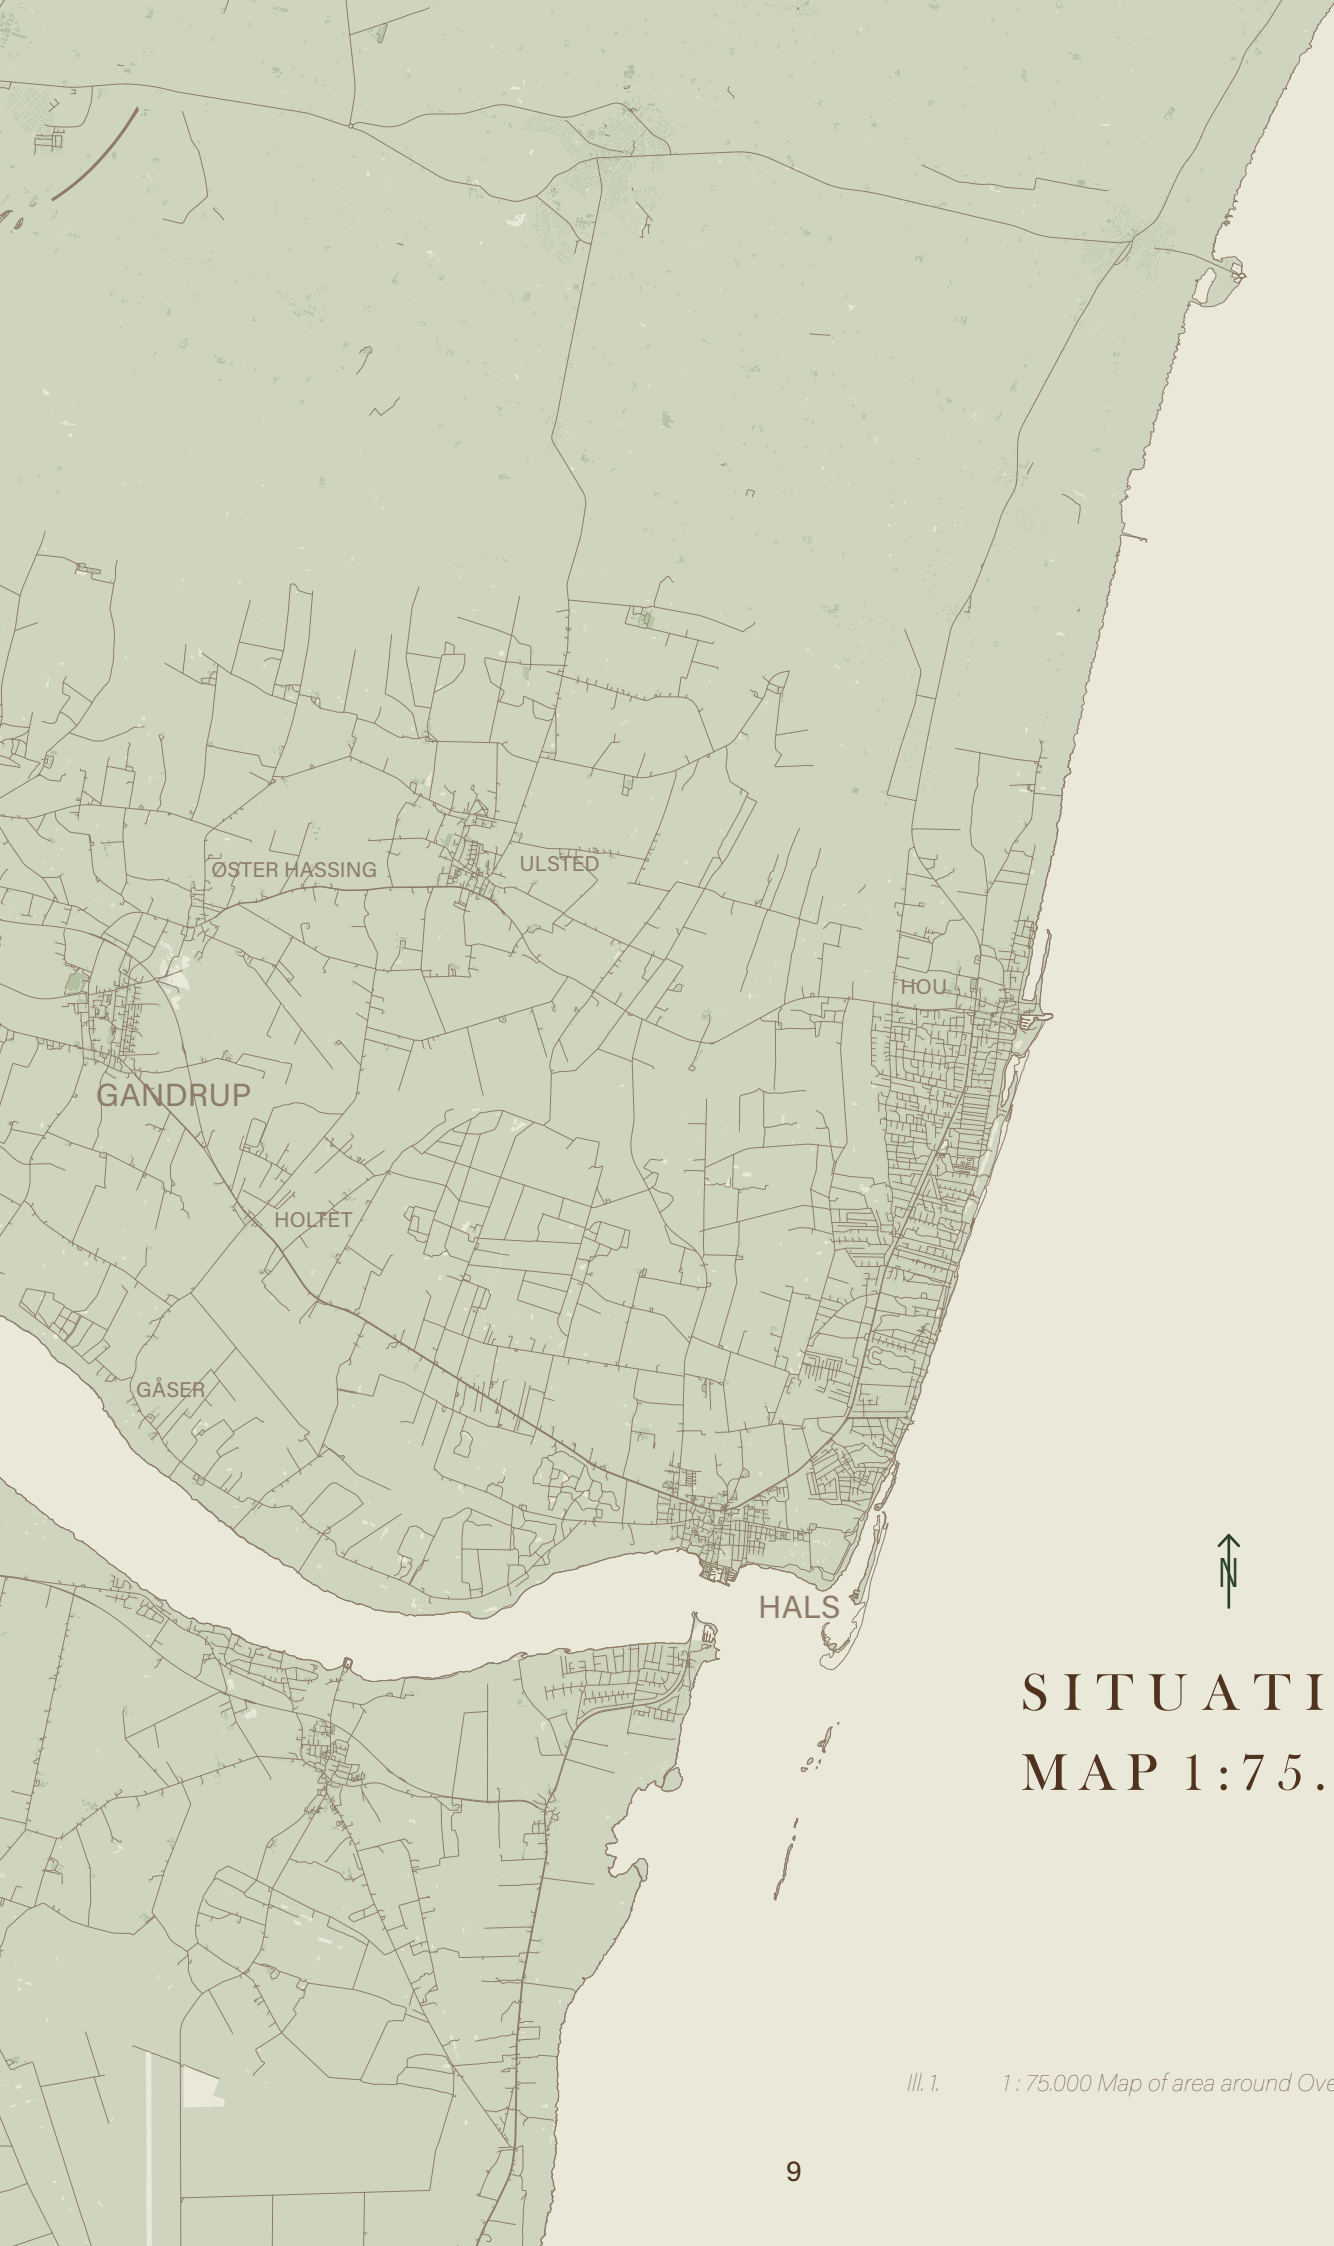 ØSTER HASSING
ULSTED
HOU
GANDRUP
HOLTET
GÅSER
HALS
N
SITUATI
MAP 1:75.
Ill. 1. 1 : 75.000 Map of area around Ove
9